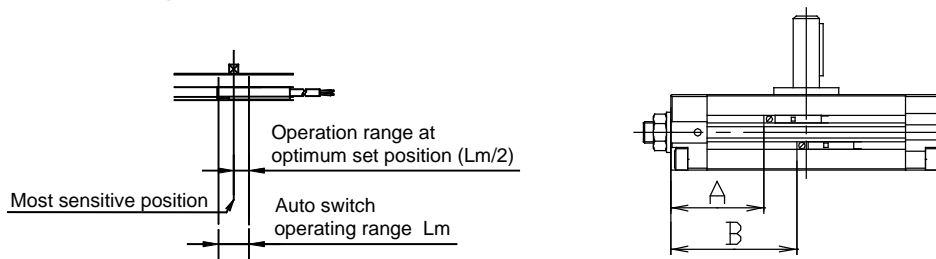 Operation range at
optimum set position (Lm/2)
Most sensitive position
Auto switch
operating range Lm
A
B